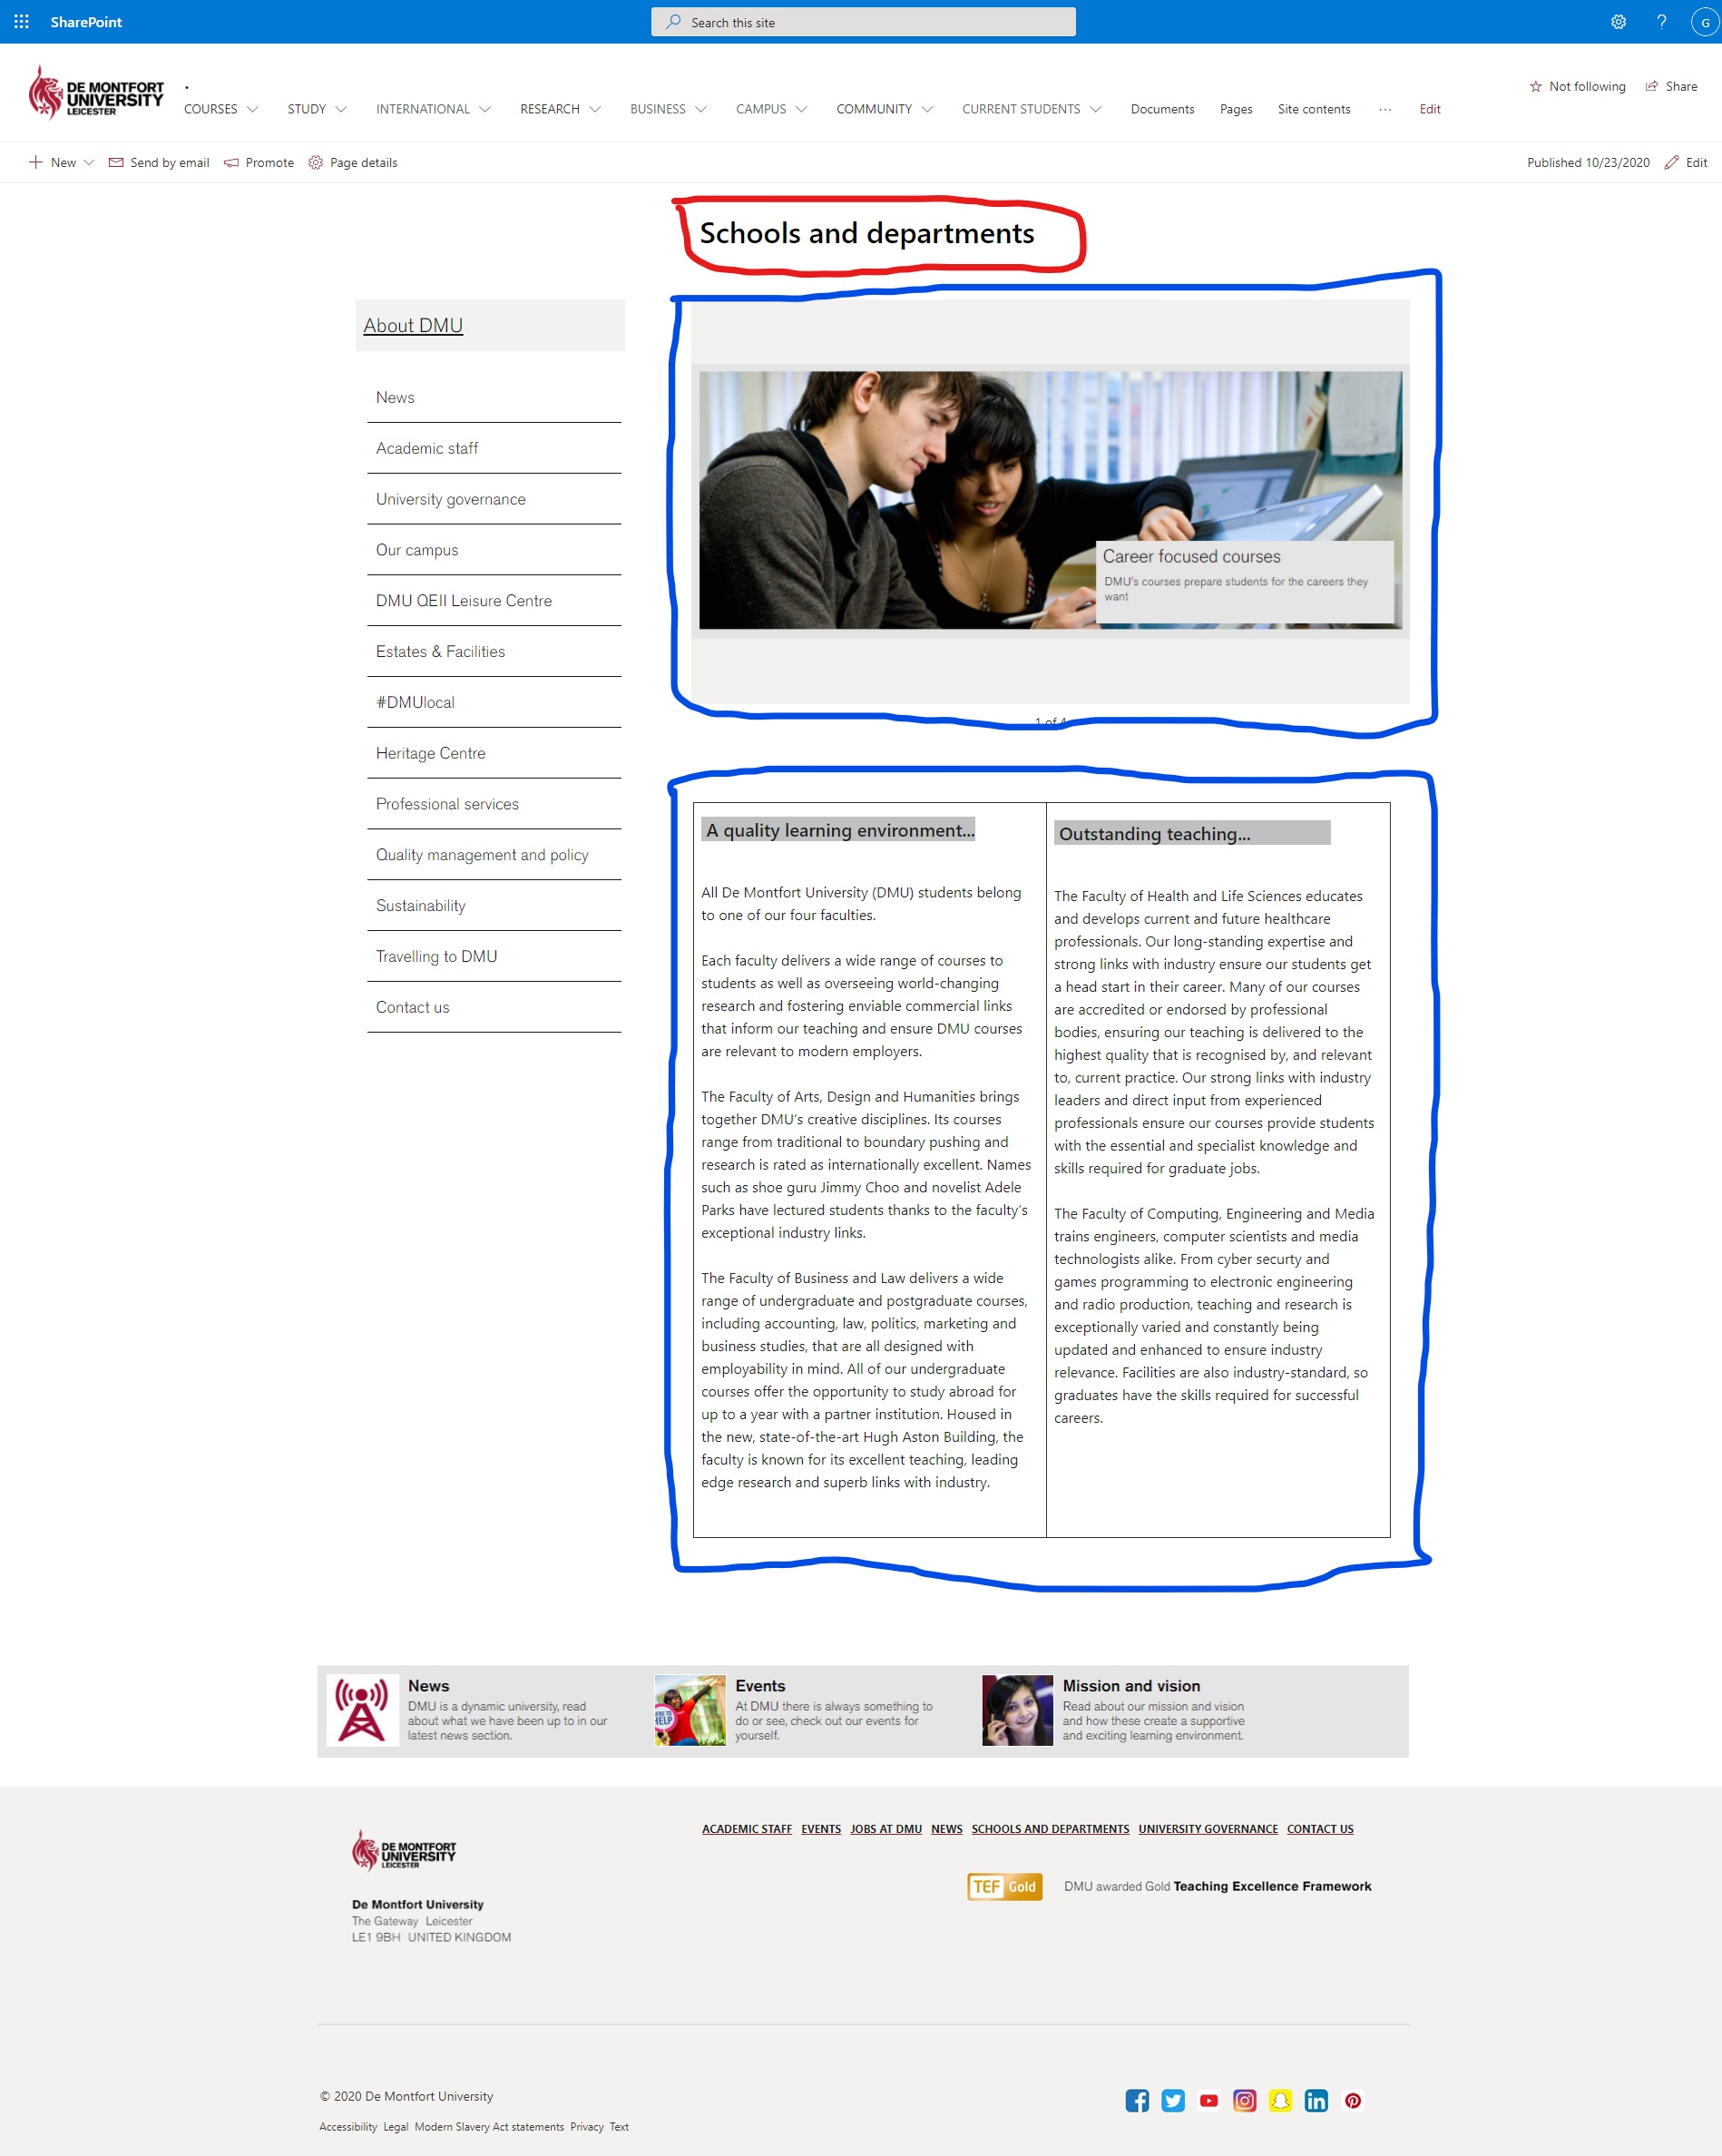 SharePoint
Search this site
G
DE MONTFORT
UNIVERSITY
LEICESTER
.
Not following
Share
COURSES STUDY INTERNATIONAL RESEARCH BUSINESS CAMPUS COMMUNITY CURRENT STUDENTS Documents Pages Site contents ... Edit
New Send by email Promote Page details
Published 10/23/2020 Edit
Schools and departments
About DMU
News
Academic staff
University governance
Our campus
DMU QEII Leisure Centre
Estates & Facilities
#DMUlocal
Heritage Centre
Professional services
Quality management and policy
Sustainability
Travelling to DMU
Contact us
Career focused courses
DMU's courses prepare students for the careers they
want
1 of 4
A quality learning environment...
All De Montfort University (DMU) students belong
to one of our four faculties.
Each faculty delivers a wide range of courses to
students as well as overseeing world-changing
research and fostering enviable commercial links
that inform our teaching and ensure DMU courses
are relevant to modern employers.
The Faculty of Arts, Design and Humanities brings
together DMU's creative disciplines. Its courses
range from traditional to boundary pushing and
research is rated as internationally excellent. Names
such as shoe guru Jimmy Choo and novelist Adele
Parks have lectured students thanks to the faculty's
exceptional industry links.
The Faculty of Business and Law delivers a wide
range of undergraduate and postgraduate courses,
including accounting, law, politics, marketing and
business studies, that are all designed with
employability in mind. All of our undergraduate
courses offer the opportunity to study abroad for
up to a year with a partner institution. Housed in
the new, state-of-the-art Hugh Aston Building, the
faculty is known for its excellent teaching, leading
edge research and superb links with industry.
Outstanding teaching...
The Faculty of Health and Life Sciences educates
and develops current and future healthcare
professionals. Our long-standing expertise and
strong links with industry ensure our students get
a head start in their career. Many of our courses
are accredited or endorsed by professional
bodies, ensuring our teaching is delivered to the
highest quality that is recognised by, and relevant
to, current practice. Our strong links with industry
leaders and direct input from experienced
professionals ensure our courses provide students
with the essential and specialist knowledge and
skills required for graduate jobs.
The Faculty of Computing, Engineering and Media
trains engineers, computer scientists and media
technologists alike. From cyber securty and
games programming to electronic engineering
and radio production, teaching and research is
exceptionally varied and constantly being
updated and enhanced to ensure industry
relevance. Facilities are also industry-standard, so
graduates have the skills required for successful
careers.
News
DMU is a dynamic university, read
about what we have been up to in our
latest news section.
HELP
Events
At DMU there is always something to
do or see, check out our events for
yourself.
Mission and vision
Read about our mission and vision
and how these create a supportive
and exciting learning environment.
DE MONTFORT
UNIVERSITY
LEICESTER
De Montfort University
The Gateway Leicester
LE1 9BH UNITED KINGDOM
ACADEMIC STAFF EVENTS JOBS AT DMU NEWS SCHOOLS AND DEPARTMENTS UNIVERSITY GOVERNANCE CONTACT US
TEF Gold
DMU awarded Gold Teaching Excellence Framework
© 2020 De Montfort University
Accessibility Legal Modern Slavery Act statements Privacy Text